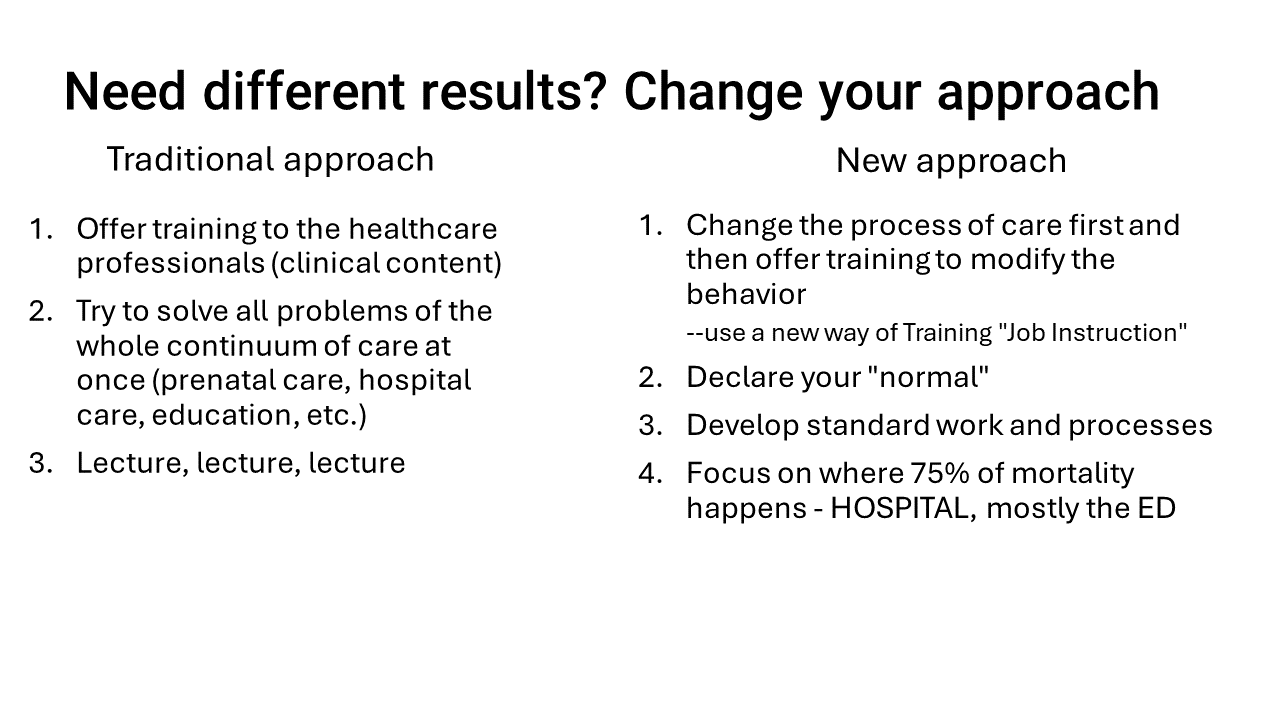 Need different results? Change your approach
Traditional approach
1. Offer training to the healthcare
professionals (clinical content)
2. Try to solve all problems of the
whole continuum of care at
once (prenatal care, hospital
care, education, etc.)
3. Lecture, lecture, lecture
New approach
1. Change the process of care first and
then offer training to modify the
behavior
--use a new way of Training "Job Instruction"
2. Declare your "normal"
3. Develop standard work and processes
4. Focus on where 75% of mortality
happens - HOSPITAL, mostly the ED